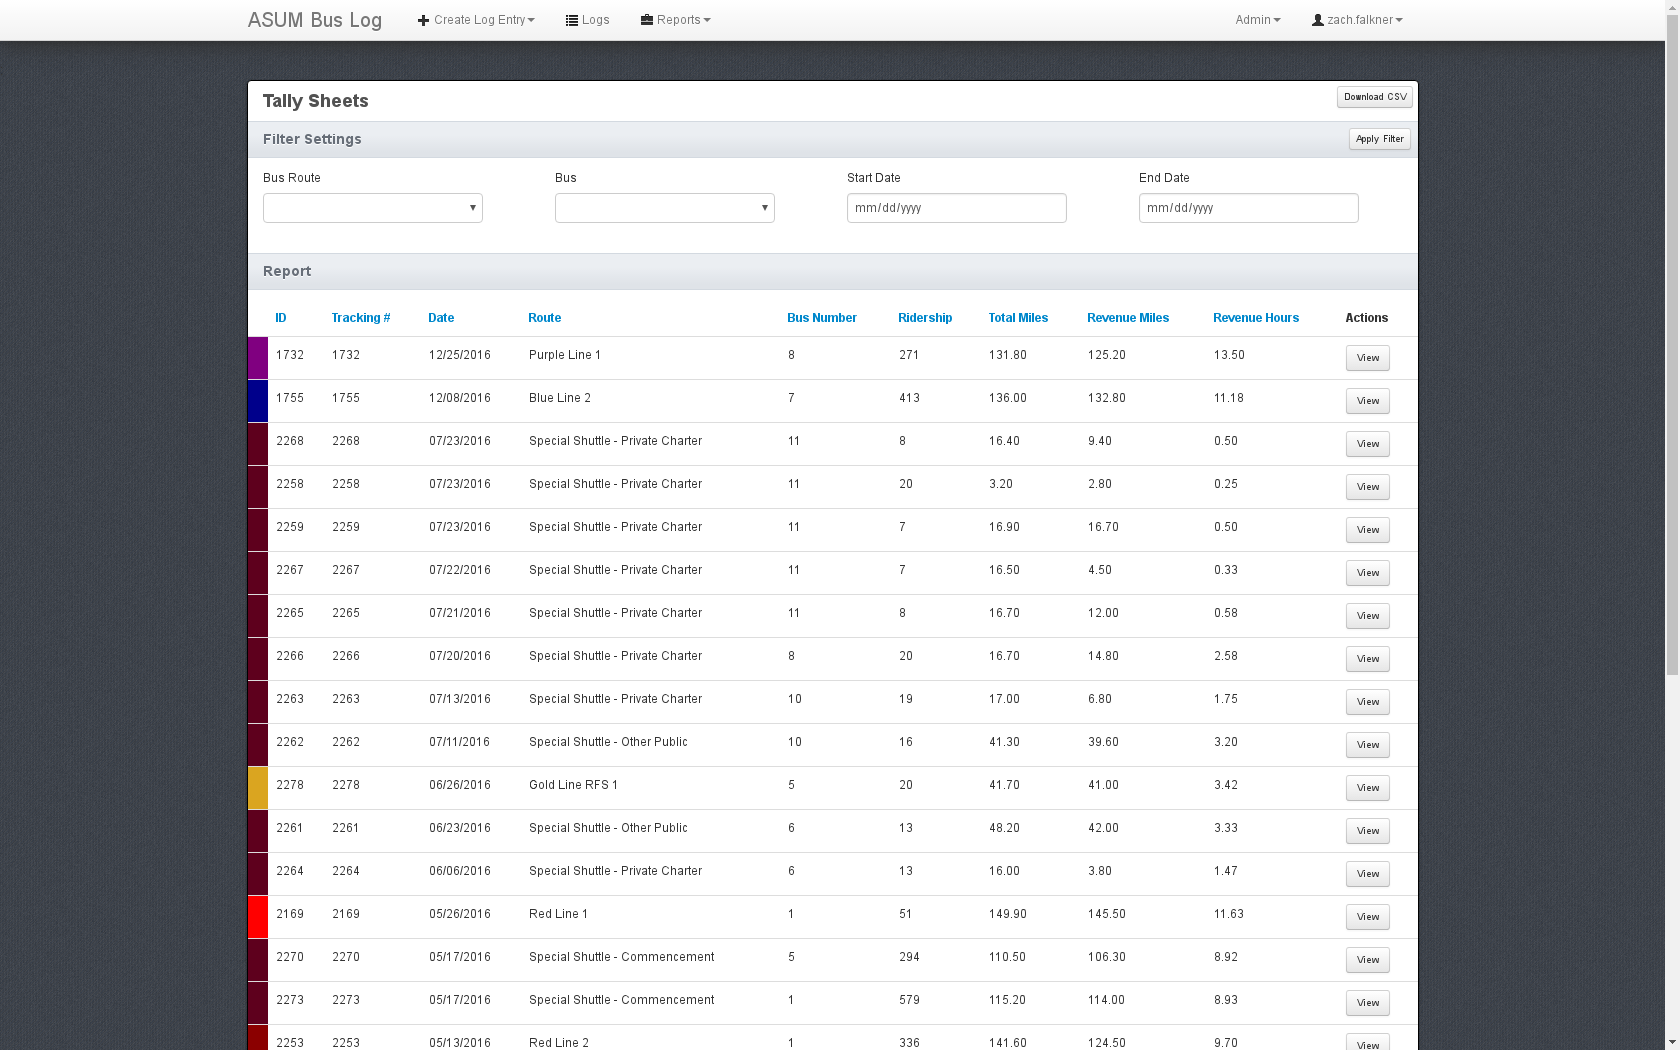 ASUM Bus Log Create Log Entry Logs Reports Admin zach.falkner
Tally Sheets Download CSV
Filter Settings Apply Filter
Bus Route Bus Start Date End Date
mm/dd/yyyy mm/dd/yyyy
Report
ID Tracking # Date Route Bus Number Ridership Total Miles Revenue Miles Revenue Hours Actions
1732 1732 12/25/2016 Purple Line 1 8 271 131.80 125.20 13.50 View
1755 1755 12/08/2016 Blue Line 2 7 413 136.00 132.80 11.18 View
2268 2268 07/23/2016 Special Shuttle - Private Charter 11 8 16.40 9.40 0.50 View
2258 2258 07/23/2016 Special Shuttle - Private Charter 11 20 3.20 2.80 0.25 View
2259 2259 07/23/2016 Special Shuttle - Private Charter 11 7 16.90 16.70 0.50 View
2267 2267 07/22/2016 Special Shuttle - Private Charter 11 7 16.50 4.50 0.33 View
2265 2265 07/21/2016 Special Shuttle - Private Charter 11 8 16.70 12.00 0.58 View
2266 2266 07/20/2016 Special Shuttle - Private Charter 8 20 16.70 14.80 2.58 View
2263 2263 07/13/2016 Special Shuttle - Private Charter 10 19 17.00 6.80 1.75 View
2262 2262 07/11/2016 Special Shuttle - Other Public 10 16 41.30 39.60 3.20 View
2278 2278 06/26/2016 Gold Line RFS 1 5 20 41.70 41.00 3.42 View
2261 2261 06/23/2016 Special Shuttle - Other Public 6 13 48.20 42.00 3.33 View
2264 2264 06/06/2016 Special Shuttle - Private Charter 6 13 16.00 3.80 1.47 View
2169 2169 05/26/2016 Red Line 1 1 51 149.90 145.50 11.63 View
2270 2270 05/17/2016 Special Shuttle - Commencement 5 294 110.50 106.30 8.92 View
2273 2273 05/17/2016 Special Shuttle - Commencement 1 579 115.20 114.00 8.93 View
2253 2253 05/13/2016 Red Line 2 1 336 141.60 124.50 9.70 View